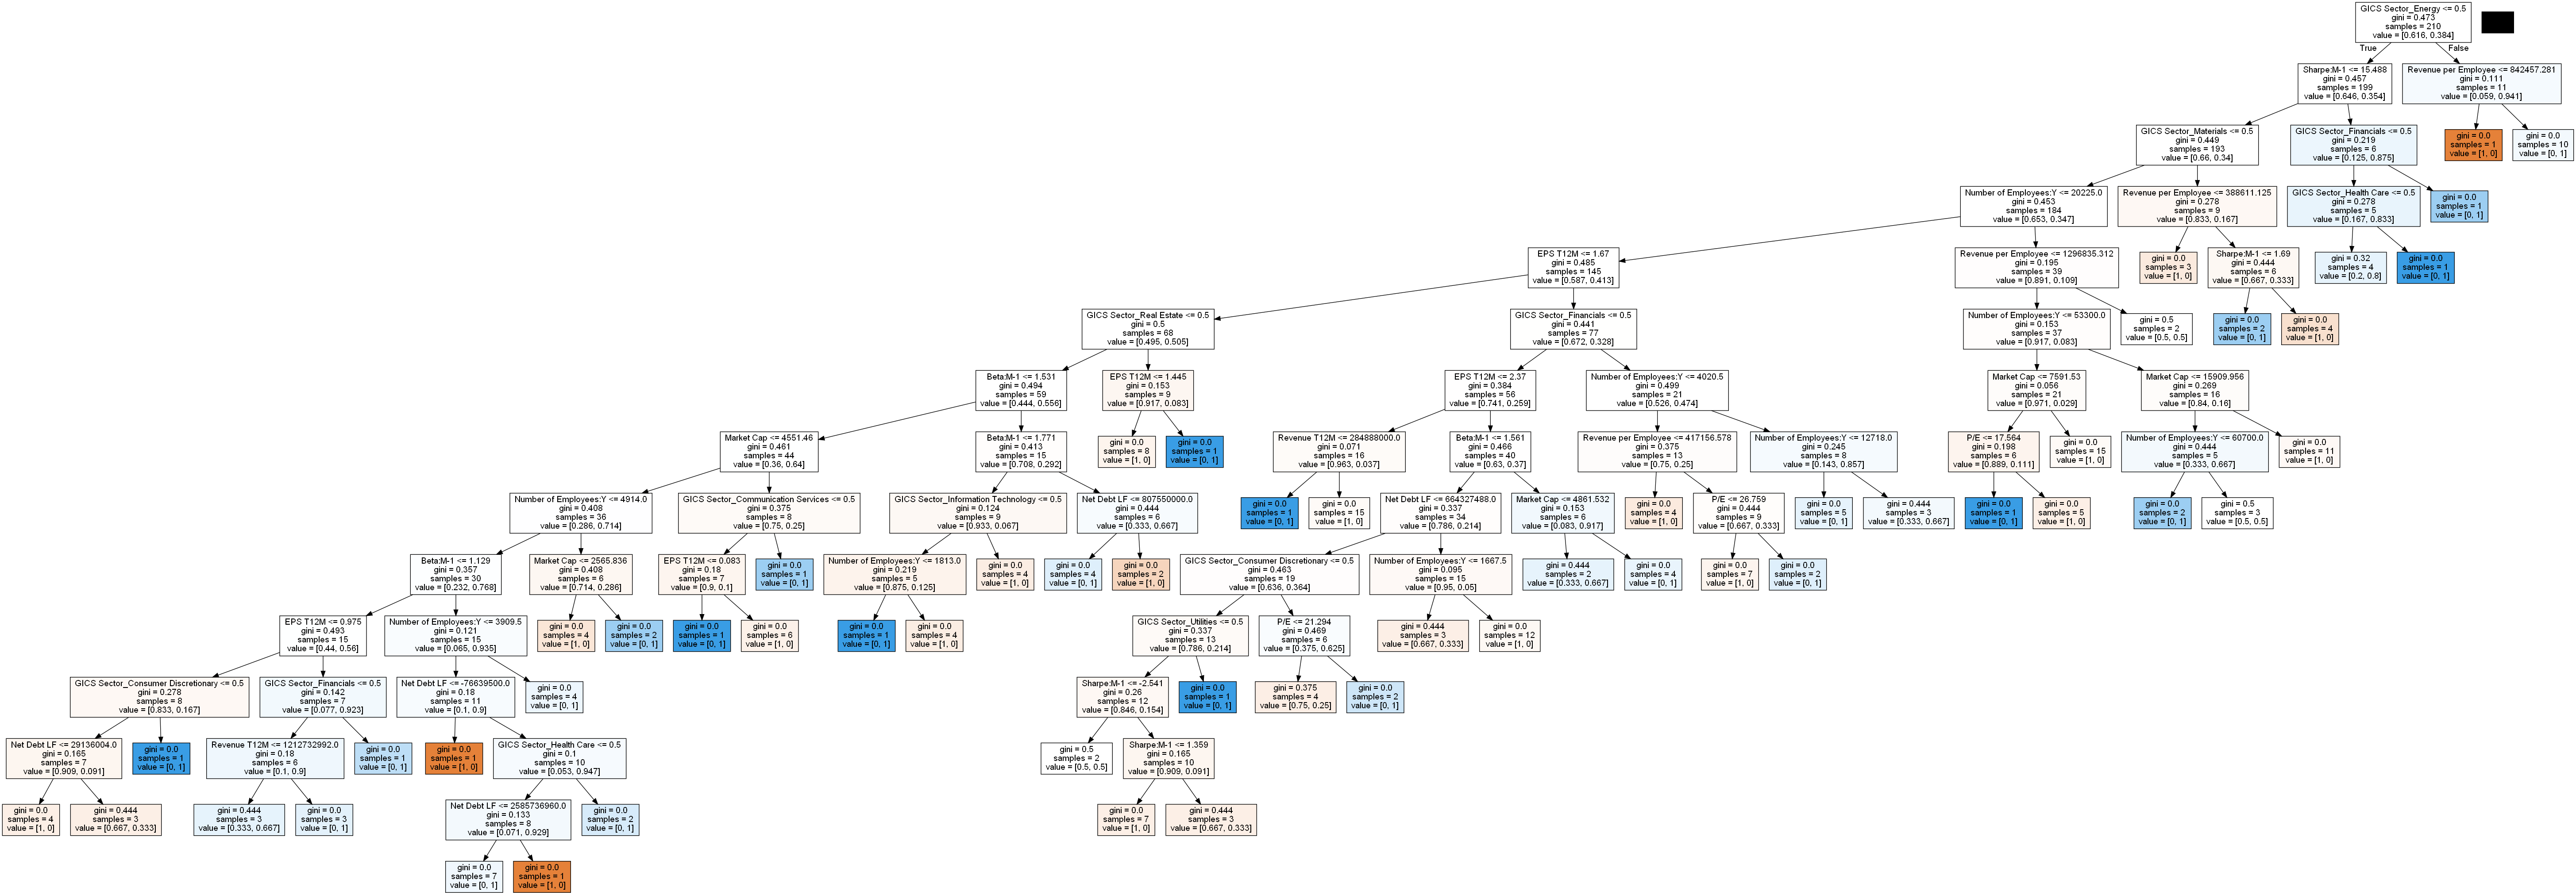 GICS Sector_Energy <= 0.5
gini = 0.473
samples = 210
value = [0.616, 0.384]
True
False
Sharpe:M-1 <= 15.488
gini = 0.457
samples = 199
value = [0.646, 0.354]
Revenue per Employee <= 842457.281
gini = 0.111
samples = 11
value = [0.059, 0.941]
GICS Sector_Materials <= 0.5
gini = 0.449
samples = 193
value = [0.66, 0.34]
GICS Sector_Financials <= 0.5
gini = 0.219
samples = 6
value = [0.125, 0.875]
gini = 0.0
samples = 1
value = [1, 0]
gini = 0.0
samples = 10
value = [0, 1]
Number of Employees:Y <= 20225.0
gini = 0.453
samples = 184
value = [0.653, 0.347]
Revenue per Employee <= 388611.125
gini = 0.278
samples = 9
value = [0.833, 0.167]
GICS Sector_Health Care <= 0.5
gini = 0.278
samples = 5
value = [0.167, 0.833]
gini = 0.0
samples = 1
value = [0, 1]
EPS T12M <= 1.67
gini = 0.485
samples = 145
value = [0.587, 0.413]
Revenue per Employee <= 1296835.312
gini = 0.195
samples = 39
value = [0.891, 0.109]
gini = 0.0
samples = 3
value = [1, 0]
Sharpe:M-1 <= 1.69
gini = 0.444
samples = 6
value = [0.667, 0.333]
gini = 0.32
samples = 4
value = [0.2, 0.8]
gini = 0.0
samples = 1
value = [0, 1]
GICS Sector_Real Estate <= 0.5
gini = 0.5
samples = 68
value = [0.495, 0.505]
GICS Sector_Financials <= 0.5
gini = 0.441
samples = 77
value = [0.672, 0.328]
Number of Employees:Y <= 53300.0
gini = 0.153
samples = 37
value = [0.917, 0.083]
gini = 0.5
samples = 2
value = [0.5, 0.5]
gini = 0.0
samples = 2
value = [0, 1]
gini = 0.0
samples = 4
value = [1, 0]
Beta:M-1 <= 1.531
gini = 0.494
samples = 59
value = [0.444, 0.556]
EPS T12M <= 1.445
gini = 0.153
samples = 9
value = [0.917, 0.083]
EPS T12M <= 2.37
gini = 0.384
samples = 56
value = [0.741, 0.259]
Number of Employees:Y <= 4020.5
gini = 0.499
samples = 21
value = [0.526, 0.474]
Market Cap <= 7591.53
gini = 0.056
samples = 21
value = [0.971, 0.029]
Market Cap <= 15909.956
gini = 0.269
samples = 16
value = [0.84, 0.16]
Market Cap <= 4551.46
gini = 0.461
samples = 44
value = [0.36, 0.64]
Beta:M-1 <= 1.771
gini = 0.413
samples = 15
value = [0.708, 0.292]
gini = 0.0
samples = 8
value = [1, 0]
gini = 0.0
samples = 1
value = [0, 1]
Revenue T12M <= 284888000.0
gini = 0.071
samples = 16
value = [0.963, 0.037]
Beta:M-1 <= 1.561
gini = 0.466
samples = 40
value = [0.63, 0.37]
Revenue per Employee <= 417156.578
gini = 0.375
samples = 13
value = [0.75, 0.25]
Number of Employees:Y <= 12718.0
gini = 0.245
samples = 8
value = [0.143, 0.857]
P/E <= 17.564
gini = 0.198
samples = 6
value = [0.889, 0.111]
gini = 0.0
samples = 15
value = [1, 0]
Number of Employees:Y <= 60700.0
gini = 0.444
samples = 5
value = [0.333, 0.667]
gini = 0.0
samples = 11
value = [1, 0]
Number of Employees:Y <= 4914.0
gini = 0.408
samples = 36
value = [0.286, 0.714]
GICS Sector_Communication Services <= 0.5
gini = 0.375
samples = 8
value = [0.75, 0.25]
GICS Sector_Information Technology <= 0.5
gini = 0.124
samples = 9
value = [0.933, 0.067]
Net Debt LF <= 807550000.0
gini = 0.444
samples = 6
value = [0.333, 0.667]
gini = 0.0
samples = 1
value = [0, 1]
gini = 0.0
samples = 15
value = [1, 0]
Net Debt LF <= 664327488.0
gini = 0.337
samples = 34
value = [0.786, 0.214]
Market Cap <= 4861.532
gini = 0.153
samples = 6
value = [0.083, 0.917]
gini = 0.0
samples = 4
value = [1, 0]
P/E <= 26.759
gini = 0.444
samples = 9
value = [0.667, 0.333]
gini = 0.0
samples = 5
value = [0, 1]
gini = 0.444
samples = 3
value = [0.333, 0.667]
gini = 0.0
samples = 1
value = [0, 1]
gini = 0.0
samples = 5
value = [1, 0]
gini = 0.0
samples = 2
value = [0, 1]
gini = 0.5
samples = 3
value = [0.5, 0.5]
Beta:M-1 <= 1.129
gini = 0.357
samples = 30
value = [0.232, 0.768]
Market Cap <= 2565.836
gini = 0.408
samples = 6
value = [0.714, 0.286]
EPS T12M <= 0.083
gini = 0.18
samples = 7
value = [0.9, 0.1]
gini = 0.0
samples = 1
value = [0, 1]
Number of Employees:Y <= 1813.0
gini = 0.219
samples = 5
value = [0.875, 0.125]
gini = 0.0
samples = 4
value = [1, 0]
gini = 0.0
samples = 4
value = [0, 1]
gini = 0.0
samples = 2
value = [1, 0]
GICS Sector_Consumer Discretionary <= 0.5
gini = 0.463
samples = 19
value = [0.636, 0.364]
Number of Employees:Y <= 1667.5
gini = 0.095
samples = 15
value = [0.95, 0.05]
gini = 0.444
samples = 2
value = [0.333, 0.667]
gini = 0.0
samples = 4
value = [0, 1]
gini = 0.0
samples = 7
value = [1, 0]
gini = 0.0
samples = 2
value = [0, 1]
EPS T12M <= 0.975
gini = 0.493
samples = 15
value = [0.44, 0.56]
Number of Employees:Y <= 3909.5
gini = 0.121
samples = 15
value = [0.065, 0.935]
gini = 0.0
samples = 4
value = [1, 0]
gini = 0.0
samples = 2
value = [0, 1]
gini = 0.0
samples = 1
value = [0, 1]
gini = 0.0
samples = 6
value = [1, 0]
gini = 0.0
samples = 1
value = [0, 1]
gini = 0.0
samples = 4
value = [1, 0]
GICS Sector_Utilities <= 0.5
gini = 0.337
samples = 13
value = [0.786, 0.214]
P/E <= 21.294
gini = 0.469
samples = 6
value = [0.375, 0.625]
gini = 0.444
samples = 3
value = [0.667, 0.333]
gini = 0.0
samples = 12
value = [1, 0]
GICS Sector_Consumer Discretionary <= 0.5
gini = 0.278
samples = 8
value = [0.833, 0.167]
GICS Sector_Financials <= 0.5
gini = 0.142
samples = 7
value = [0.077, 0.923]
Net Debt LF <= -76639500.0
gini = 0.18
samples = 11
value = [0.1, 0.9]
gini = 0.0
samples = 4
value = [0, 1]
Sharpe:M-1 <= -2.541
gini = 0.26
samples = 12
value = [0.846, 0.154]
gini = 0.0
samples = 1
value = [0, 1]
gini = 0.375
samples = 4
value = [0.75, 0.25]
gini = 0.0
samples = 2
value = [0, 1]
Net Debt LF <= 29136004.0
gini = 0.165
samples = 7
value = [0.909, 0.091]
gini = 0.0
samples = 1
value = [0, 1]
Revenue T12M <= 1212732992.0
gini = 0.18
samples = 6
value = [0.1, 0.9]
gini = 0.0
samples = 1
value = [0, 1]
gini = 0.0
samples = 1
value = [1, 0]
GICS Sector_Health Care <= 0.5
gini = 0.1
samples = 10
value = [0.053, 0.947]
gini = 0.5
samples = 2
value = [0.5, 0.5]
Sharpe:M-1 <= 1.359
gini = 0.165
samples = 10
value = [0.909, 0.091]
gini = 0.0
samples = 4
value = [1, 0]
gini = 0.444
samples = 3
value = [0.667, 0.333]
gini = 0.444
samples = 3
value = [0.333, 0.667]
gini = 0.0
samples = 3
value = [0, 1]
Net Debt LF <= 2585736960.0
gini = 0.133
samples = 8
value = [0.071, 0.929]
gini = 0.0
samples = 2
value = [0, 1]
gini = 0.0
samples = 7
value = [1, 0]
gini = 0.444
samples = 3
value = [0.667, 0.333]
gini = 0.0
samples = 7
value = [0, 1]
gini = 0.0
samples = 1
value = [1, 0]